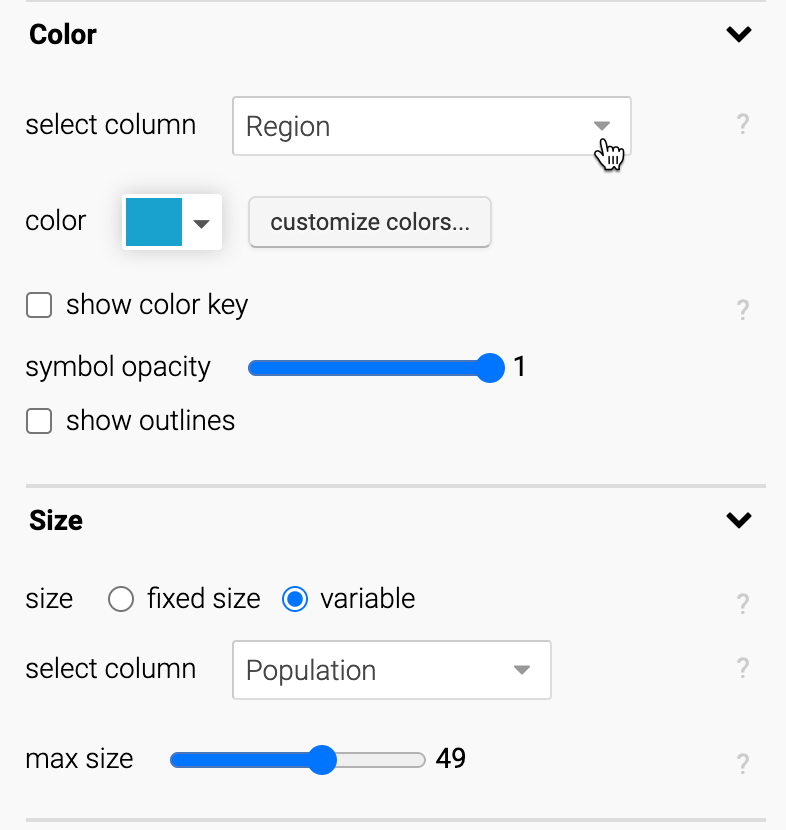 Color
select column Region ?
color customize colors...
show color key ?
symbol opacity 1
show outlines
Size
size fixed size variable ?
select column Population ?
max size 49 ?